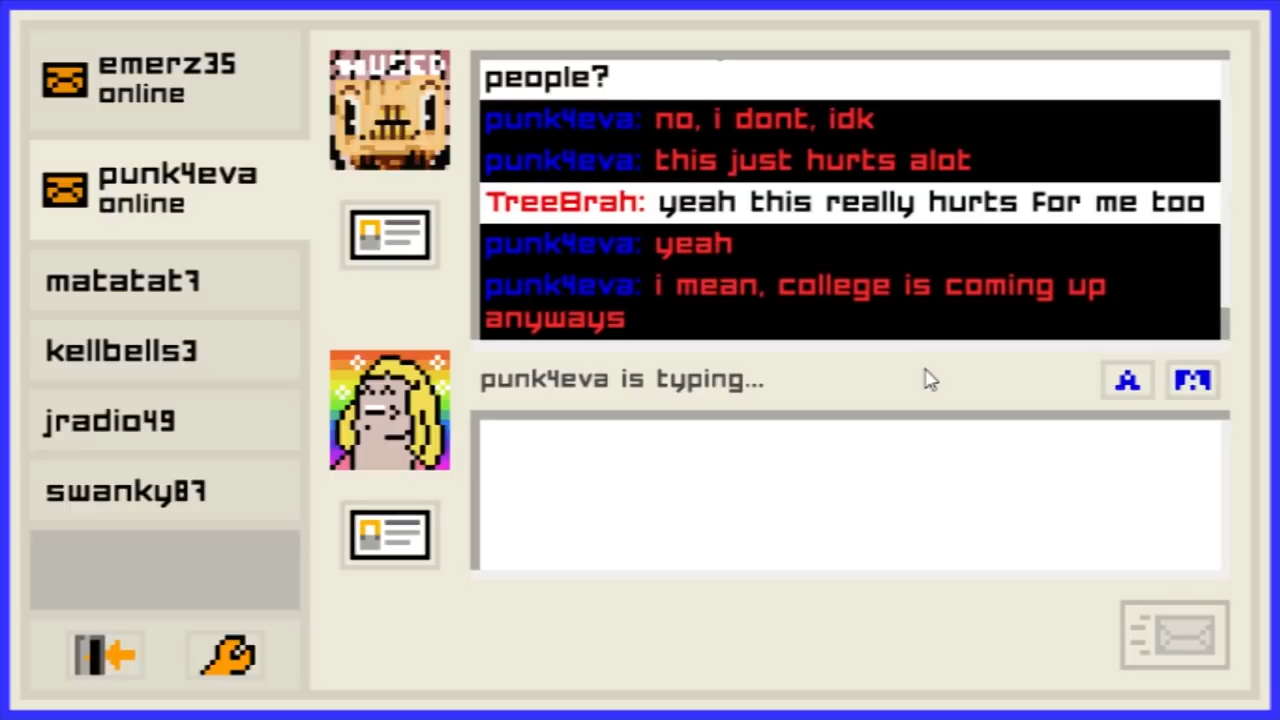 emerz35
online
punk4eva
online
matatat7
kellbells3
jradio49
swanky87
people?
punk4eva: no, i dont, idk
punk4eva: this just hurts alot
TreeBrah: yeah this really hurts for me too
punk4eva: yeah
punk4eva: i mean, college is coming up
anyways
punk4eva is typing...
A